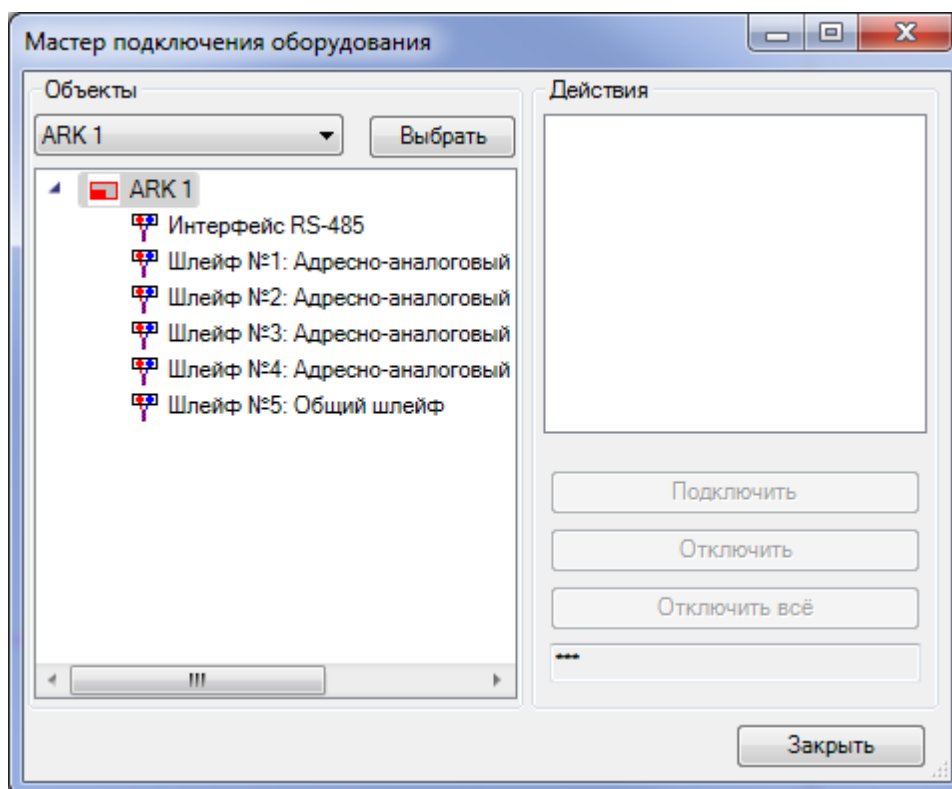 Мастер подключения оборудования
Объекты
ARK 1
Выбрать
ARK 1
Интерфейс RS-485
Шлейф №1: Адресно-аналоговый
Шлейф №2: Адресно-аналоговый
Шлейф №3: Адресно-аналоговый
Шлейф №4: Адресно-аналоговый
Шлейф №5: Общий шлейф
Действия
Подключить
Отключить
Отключить всё
***
Закрыть